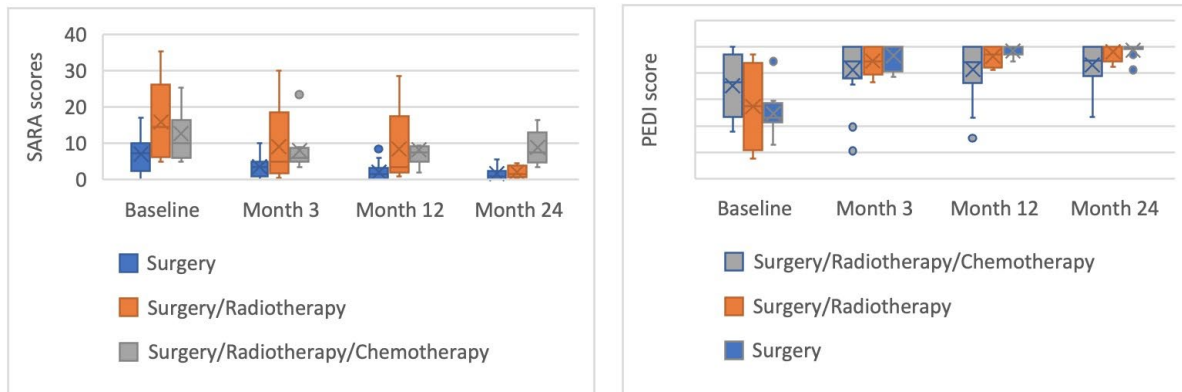 SARA scores
40
30
20
10
0
Baseline Month 3 Month 12 Month 24
Surgery
Surgery/Radiotherapy
Surgery/Radiotherapy/Chemotherapy
PEDI score
Baseline Month 3 Month 12 Month 24
Surgery/Radiotherapy/Chemotherapy
Surgery/Radiotherapy
Surgery